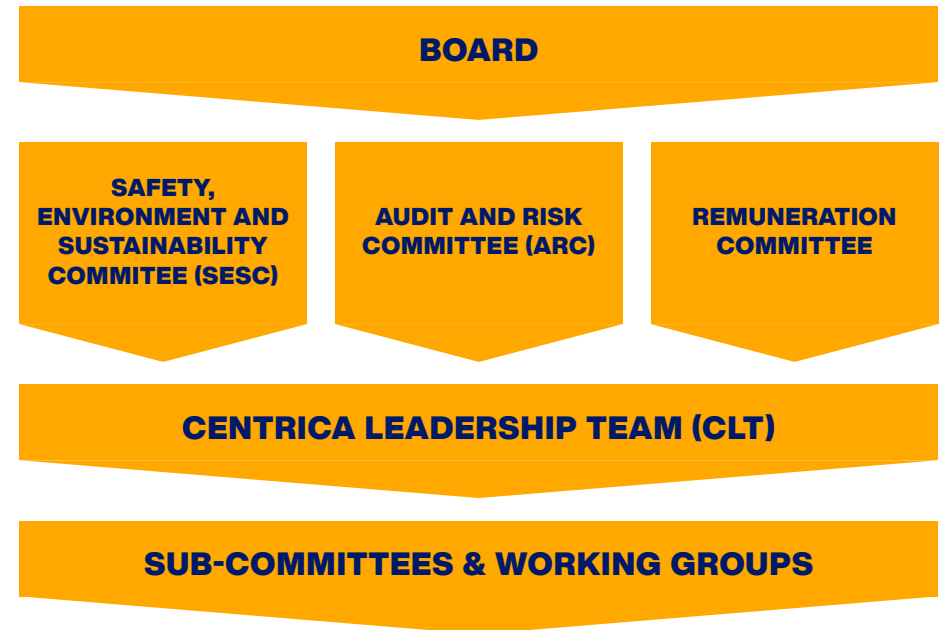 BOARD
SAFETY,
ENVIRONMENT AND
SUSTAINABILITY
COMMITEE (SESC)
AUDIT AND RISK
COMMITTEE (ARC)
REMUNERATION
COMMITTEE
CENTRICA LEADERSHIP TEAM (CLT)
SUB-COMMITTEES & WORKING GROUPS